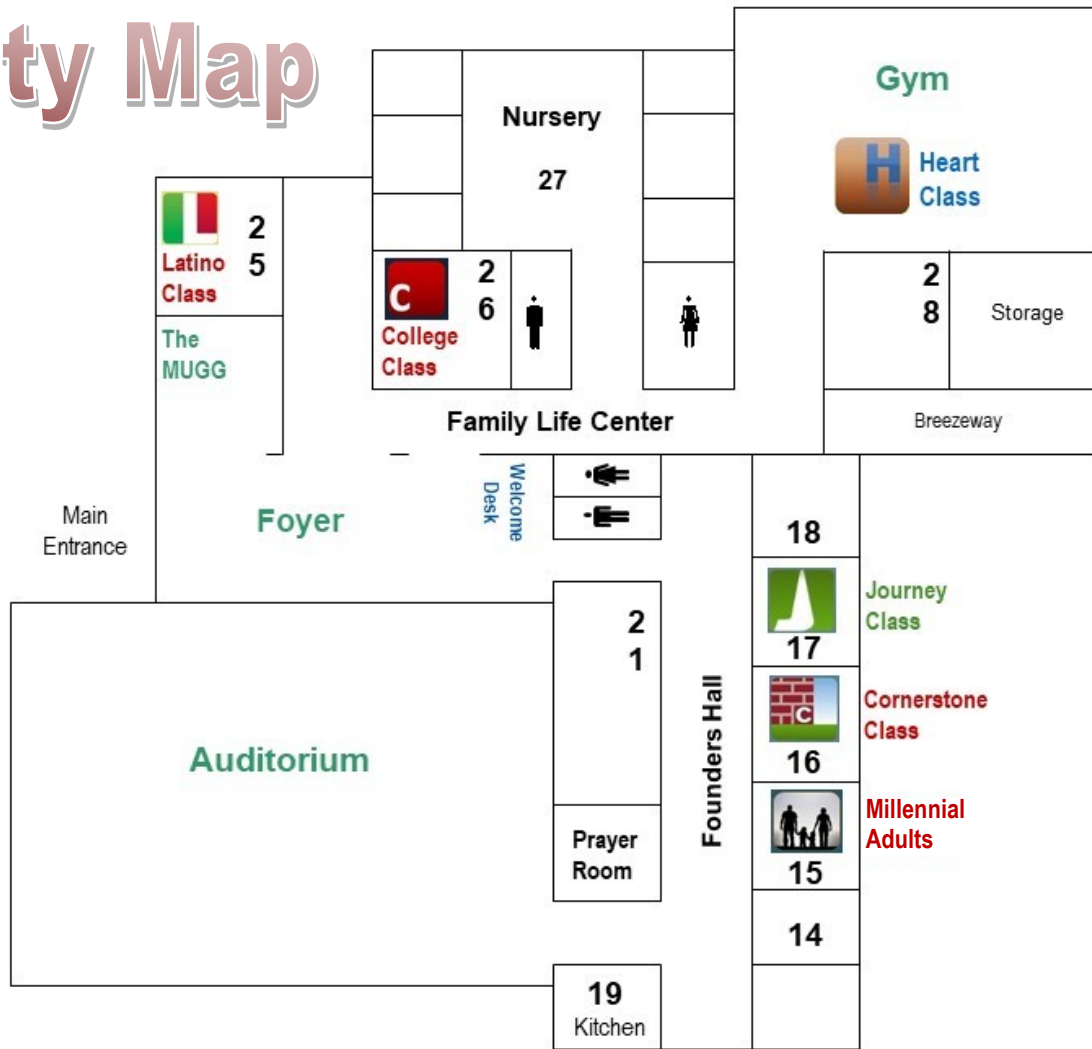 ty Map
Gym
Nursery
27
H
Heart
Class
2
5
Latino
Class
2
6
C
College
Class
2
8
Storage
The
MUGG
Family Life Center
Breezeway
Welcome
Desk
Main
Entrance
Foyer
18
Journey
Class
17
2
1
Cornerstone
Class
C
16
Founders Hall
Auditorium
Millennial
Adults
15
Prayer
Room
14
19
Kitchen